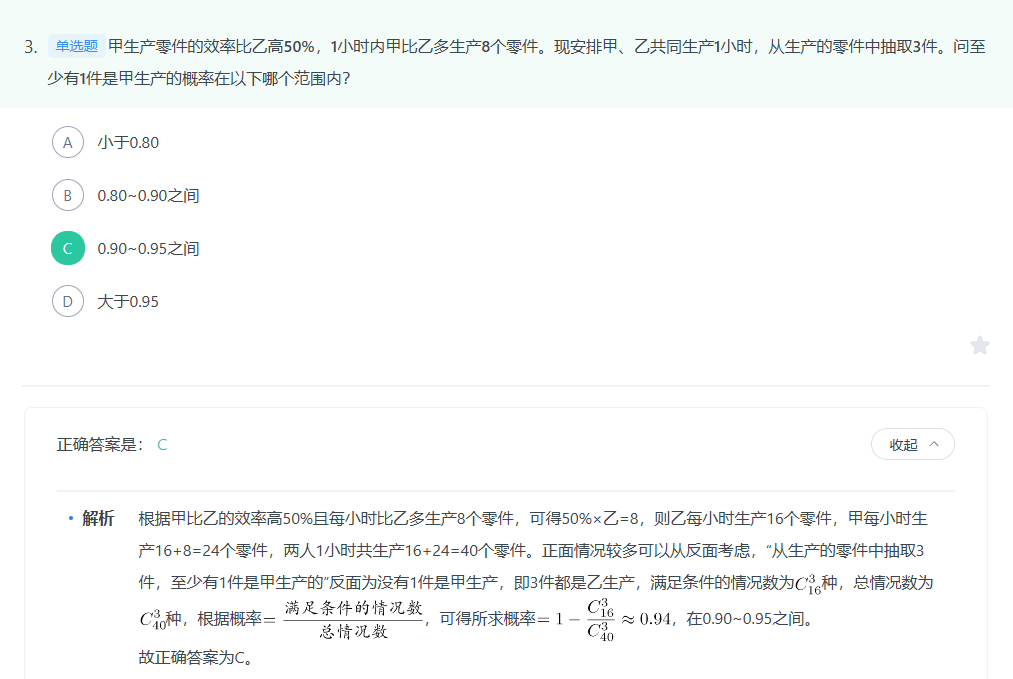 3. 单选题 甲生产零件的效率比乙高50%，1小时内甲比乙多生产8个零件。现安排甲、乙共同生产1小时，从生产的零件中抽取3件。问至
少有1件是甲生产的概率在以下哪个范围内？
A 小于0.80
B 0.80~0.90之间
C 0.90~0.95之间
D 大于0.95
正确答案是： C 收起
• 解析 根据甲比乙的效率高50%且每小时比乙多生产8个零件，可得50%×乙=8，则乙每小时生产16个零件，甲每小时生
产16+8=24个零件，两人1小时共生产16+24=40个零件。正面情况较多可以从反面考虑，“从生产的零件中抽取3
件，至少有1件是甲生产的”反面为没有1件是甲生产，即3件都是乙生产，满足条件的情况数为$C_{16}^{3}$种，总情况数为
$C_{40}^{3}$种，根据概率=$\frac{满足条件的情况数}{总情况数}$，可得所求概率=$1-\frac{C_{16}^{3}}{C_{40}^{3}}\approx 0.94$，在0.90~0.95之间。
故正确答案为C。